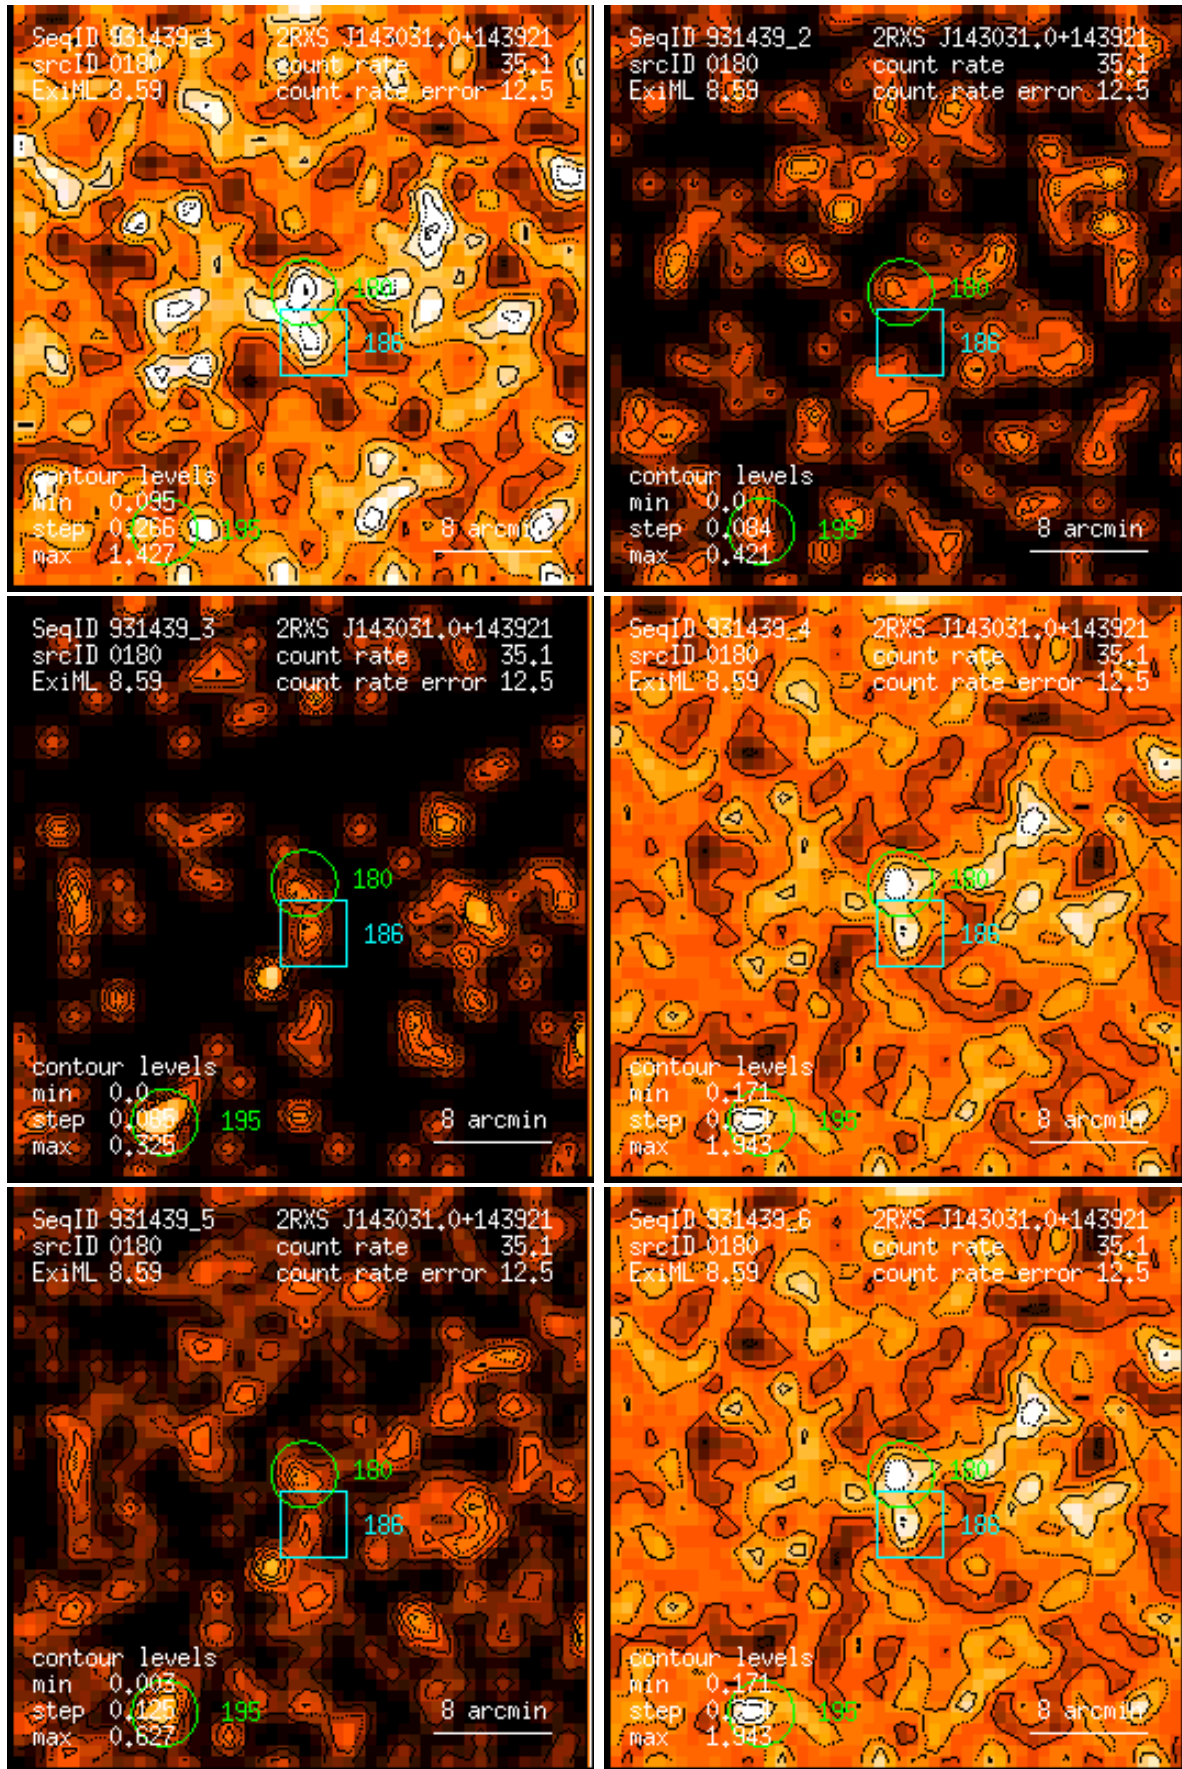 SeqID 931439_1 2RXS J143031.0+143921
srcID 0180 count rate 35.1
ExiML 8.59 count rate error 12.5
180
186
contour levels
min 0.095
step 0.266 195 8 arcmin
max 1.427
SeqID 931439_2 2RXS J143031.0+143921
srcID 0180 count rate 35.1
ExiML 8.59 count rate error 12.5
180
186
contour levels
min 0.0
step 0.084 195 8 arcmin
max 0.421
SeqID 931439_3 2RXS J143031.0+143921
srcID 0180 count rate 35.1
ExiML 8.59 count rate error 12.5
180
186
contour levels
min 0.0
step 0.065 195 8 arcmin
max 0.325
SeqID 931439_4 2RXS J143031.0+143921
srcID 0180 count rate 35.1
ExiML 8.59 count rate error 12.5
180
186
contour levels
min 0.171
step 195 8 arcmin
max 1.943
SeqID 931439_5 2RXS J143031.0+143921
srcID 0180 count rate 35.1
ExiML 8.59 count rate error 12.5
180
186
contour levels
min 0.003
step 0.125 195 8 arcmin
max 0.627
SeqID 931439_6 2RXS J143031.0+143921
srcID 0180 count rate 35.1
ExiML 8.59 count rate error 12.5
180
186
contour levels
min 0.171
step 195 8 arcmin
max 1.943